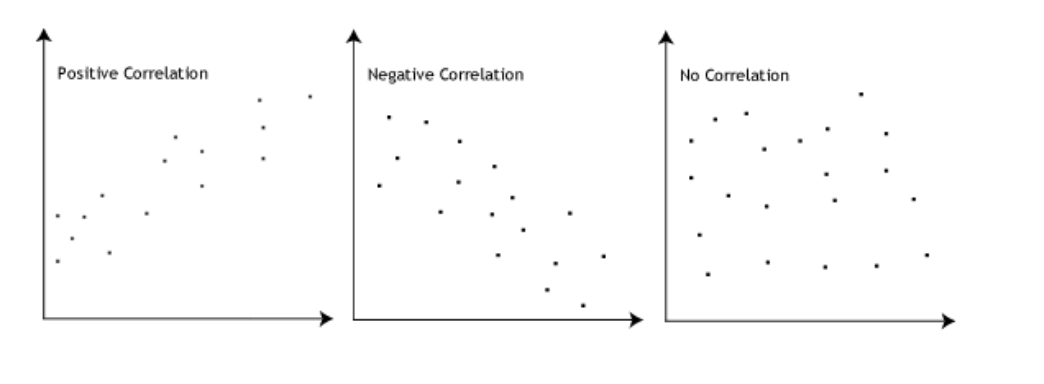 Positive Correlation
Negative Correlation
No Correlation